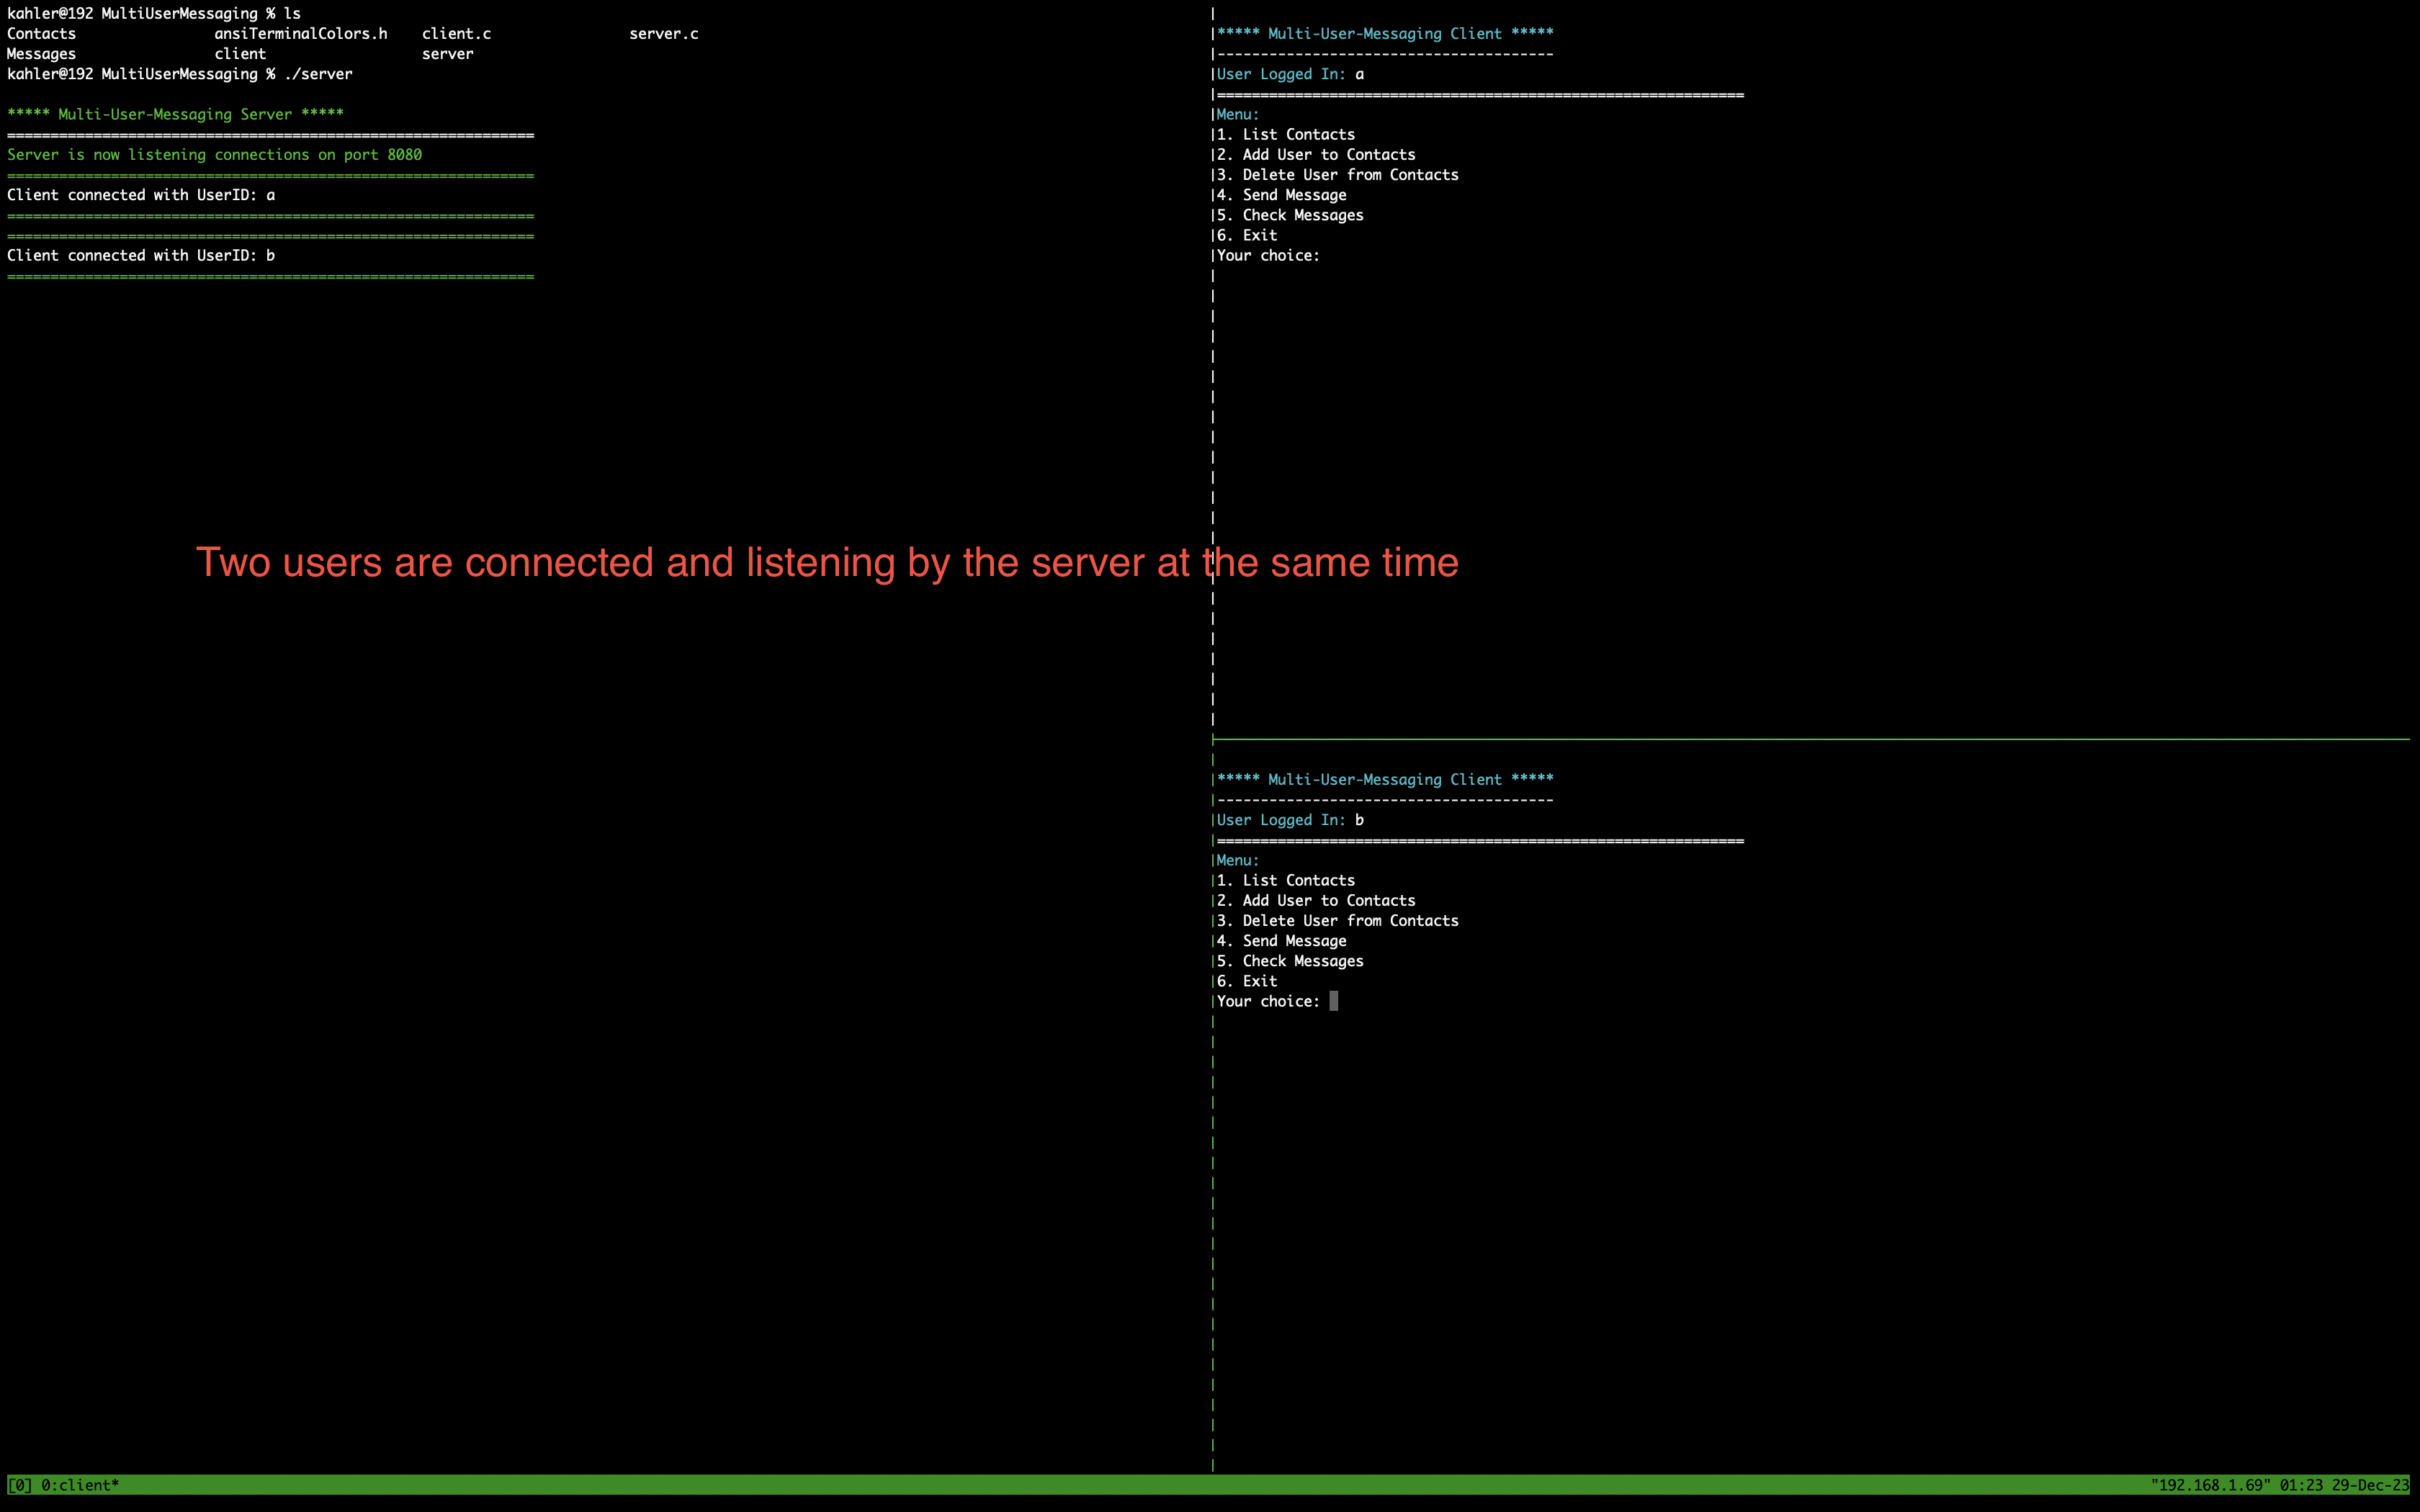 kahler@192 MultiUserMessaging % ls
Contacts ansiTerminalColors.h client.c server.c
Messages client server
kahler@192 MultiUserMessaging % ./server
***** Multi-User-Messaging Server *****
==============================================================
Server is now listening connections on port 8080
==============================================================
Client connected with UserID: a
==============================================================
==============================================================
Client connected with UserID: b
==============================================================
***** Multi-User-Messaging Client *****
---------------------------------------
User Logged In: a
==============================================================
Menu:
1. List Contacts
2. Add User to Contacts
3. Delete User from Contacts
4. Send Message
5. Check Messages
6. Exit
Your choice:
Two users are connected and listening by the server at the same time
***** Multi-User-Messaging Client *****
---------------------------------------
User Logged In: b
==============================================================
Menu:
1. List Contacts
2. Add User to Contacts
3. Delete User from Contacts
4. Send Message
5. Check Messages
6. Exit
Your choice:
[0] 0:client* "192.168.1.69" 01:23 29-Dec-23